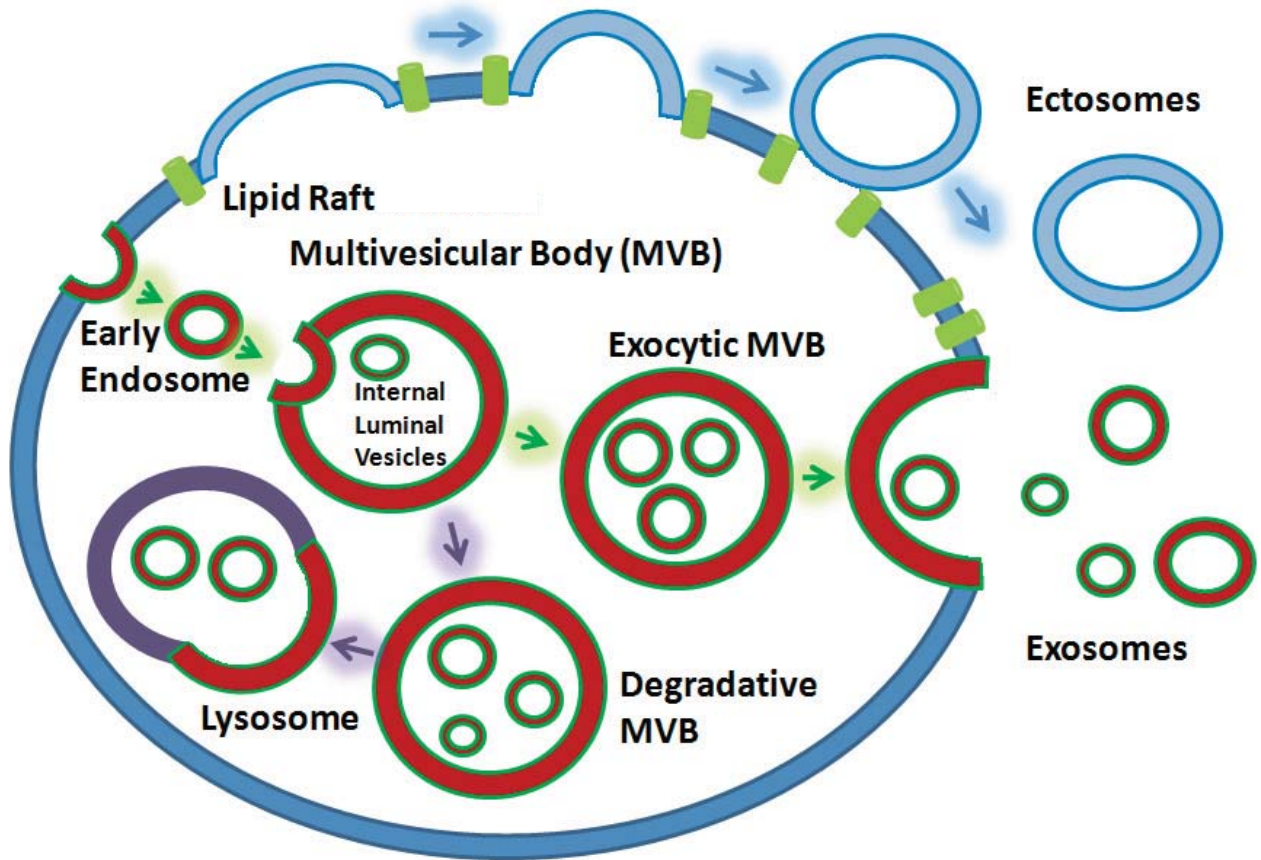 Ectosomes
Lipid Raft
Multivesicular Body (MVB)
Early
Endosome
Internal
Luminal
Vesicles
Exocytic MVB
Exosomes
Degradative
MVB
Lysosome